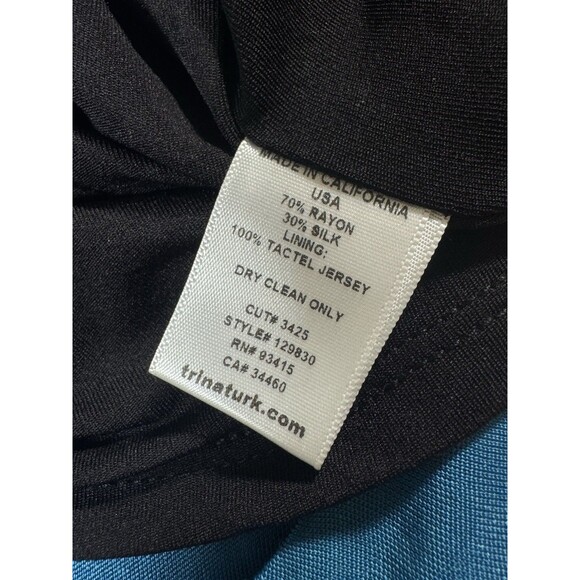 MADE IN CALIFORNIA
USA
70% RAYON
30% SILK
LINING:
100% TACTEL JERSEY
DRY CLEAN ONLY
CUT# 3425
STYLE# 129830
RN# 93415
CA# 34460
trinaturk.com